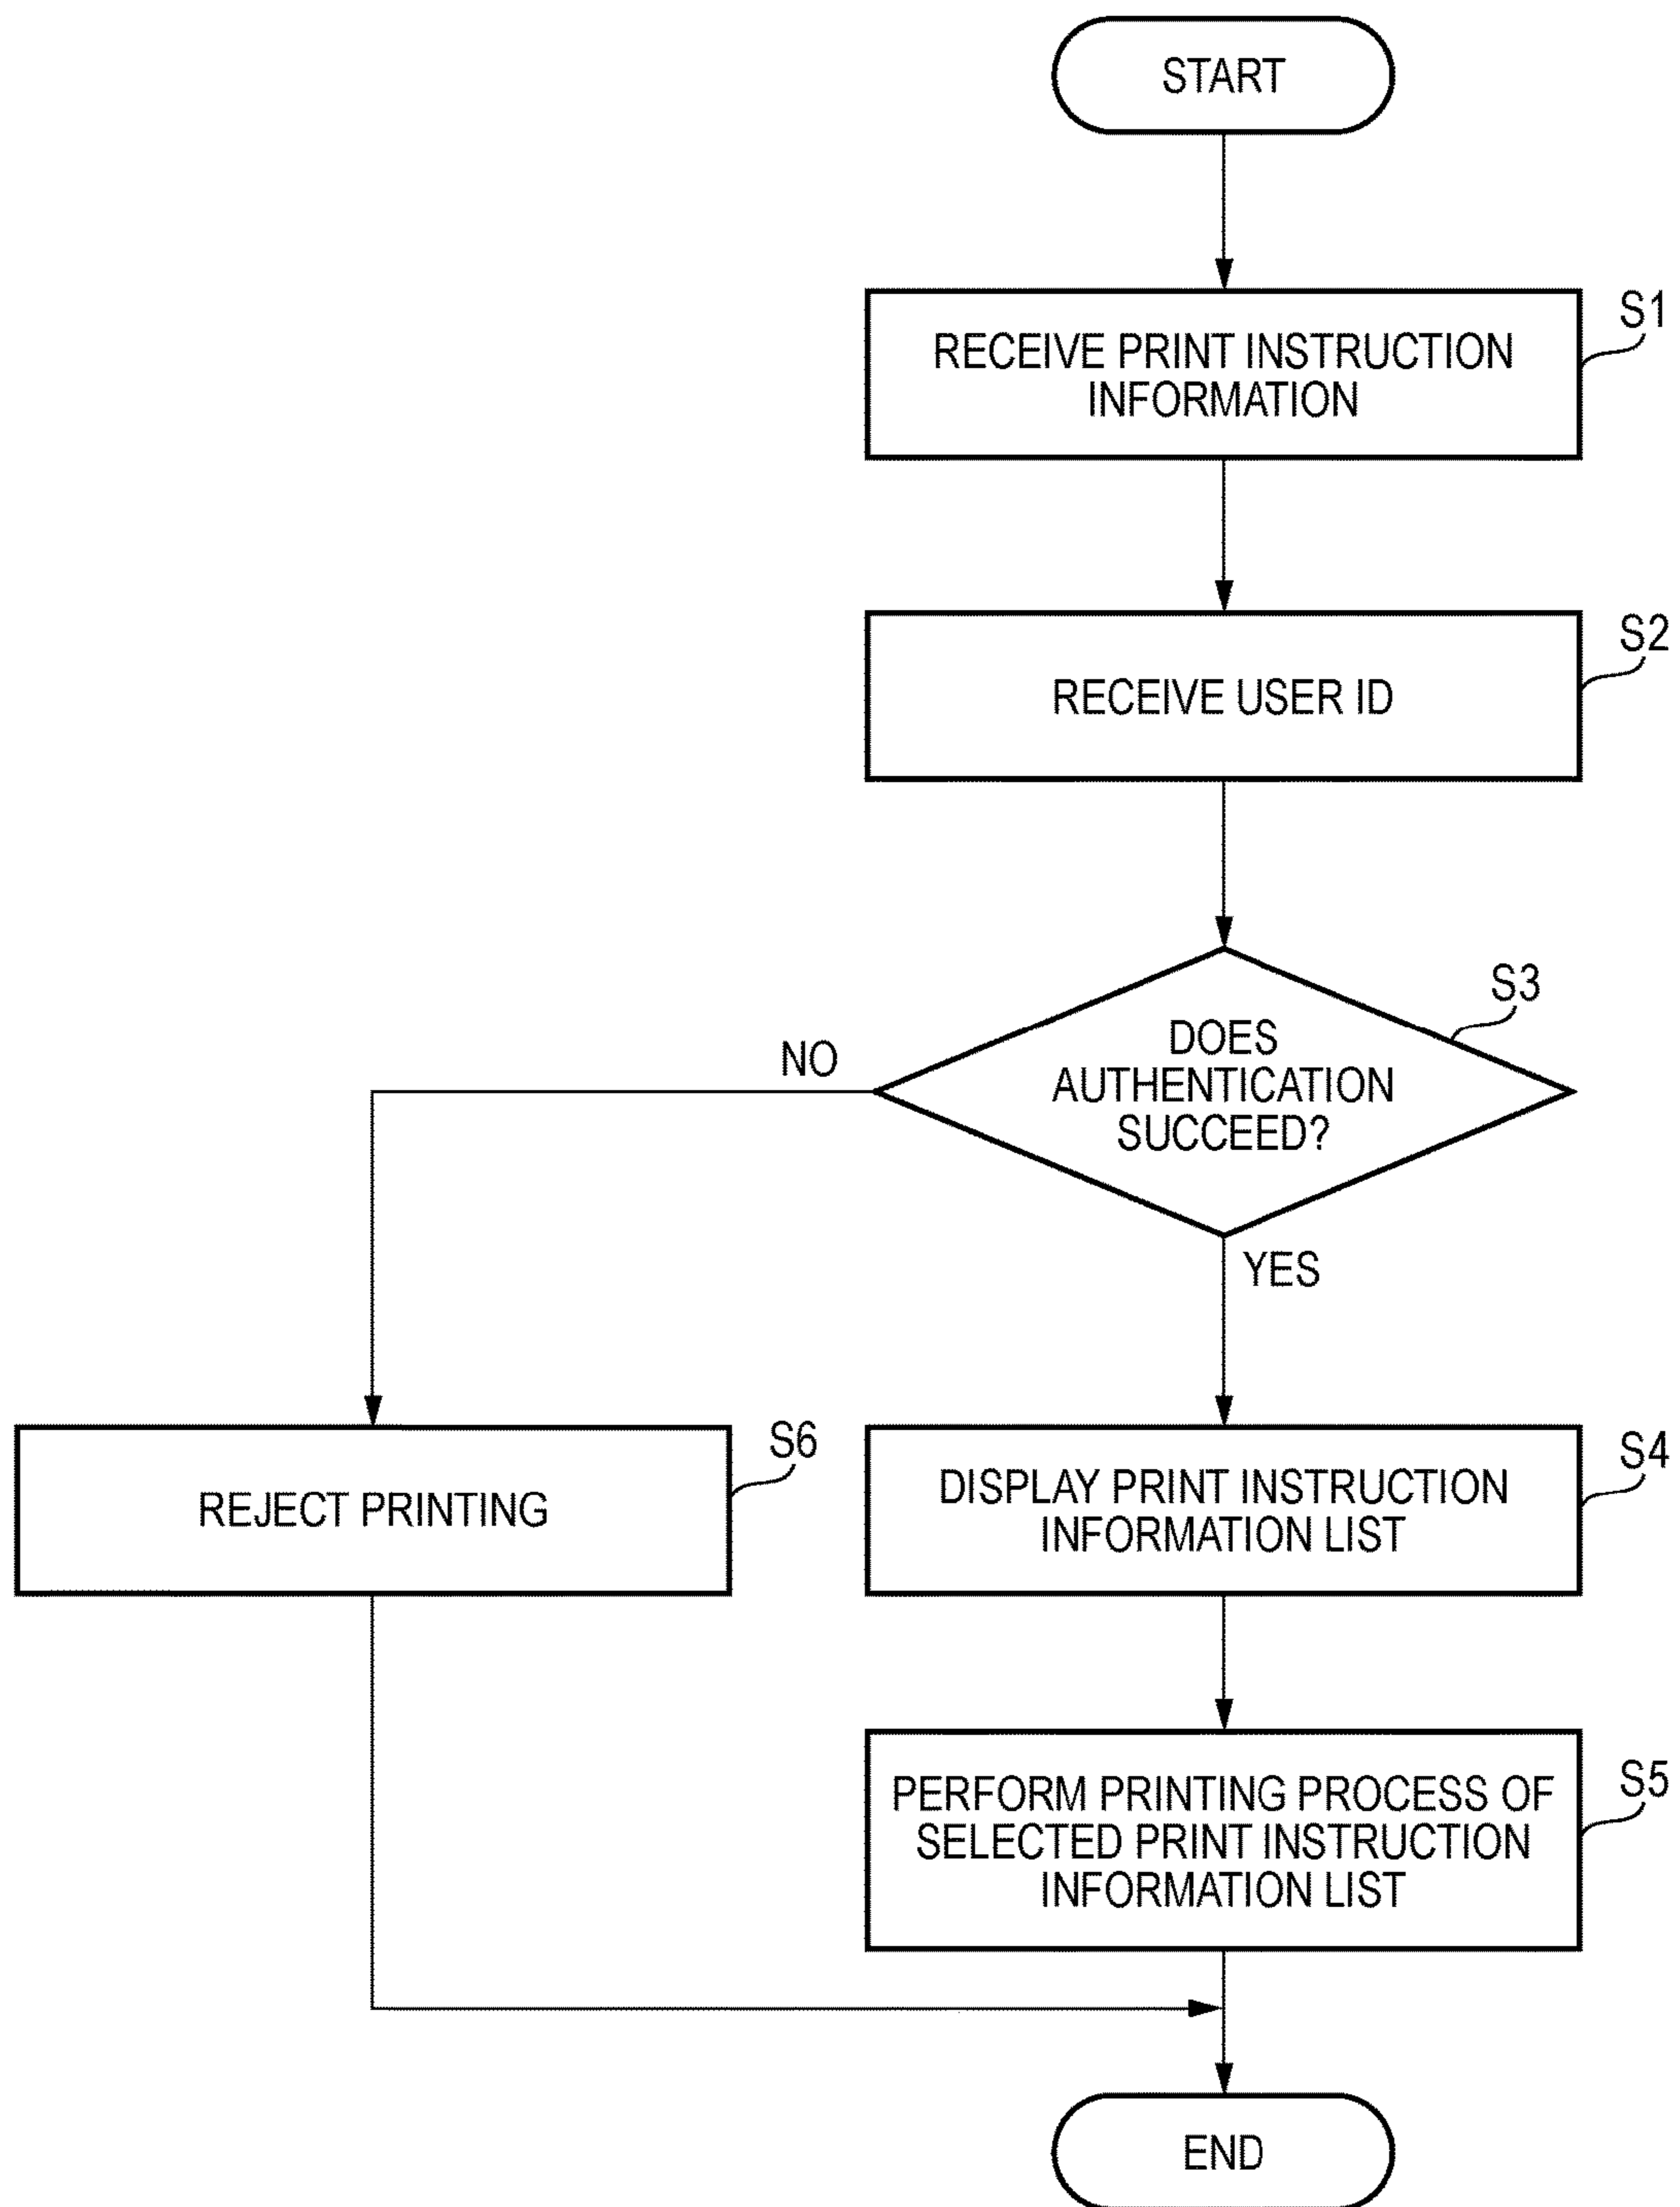 START
S1
RECEIVE PRINT INSTRUCTION
INFORMATION
S2
RECEIVE USER ID
S3
DOES
AUTHENTICATION
SUCCEED?
NO
YES
S6
REJECT PRINTING
S4
DISPLAY PRINT INSTRUCTION
INFORMATION LIST
S5
PERFORM PRINTING PROCESS OF
SELECTED PRINT INSTRUCTION
INFORMATION LIST
END